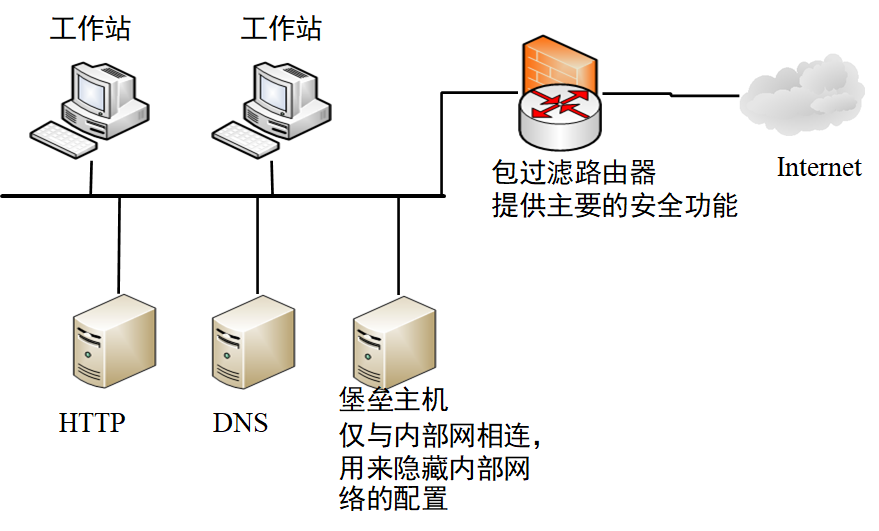 工作站
工作站
包过滤路由器
提供主要的安全功能
Internet
HTTP
DNS
堡垒主机
仅与内部网相连，
用来隐藏内部网
络的配置